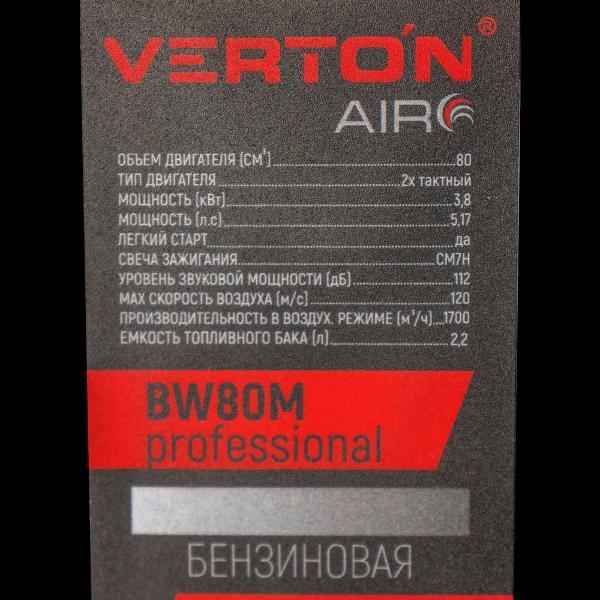 VERTON®
AIR
ОБЪЕМ ДВИГАТЕЛЯ (СМ³) 80
ТИП ДВИГАТЕЛЯ 2х тактный
МОЩНОСТЬ (кВт) 3,8
МОЩНОСТЬ (л.с) 5,17
ЛЕГКИЙ СТАРТ да
СВЕЧА ЗАЖИГАНИЯ СМ7Н
УРОВЕНЬ ЗВУКОВОЙ МОЩНОСТИ (дБ) 112
МАХ СКОРОСТЬ ВОЗДУХА (м/с) 120
ПРОИЗВОДИТЕЛЬНОСТЬ В ВОЗДУХ. РЕЖИМЕ (м³/ч) 1700
ЕМКОСТЬ ТОПЛИВНОГО БАКА (л) 2,2
BW80M
professional
БЕНЗИНОВАЯ